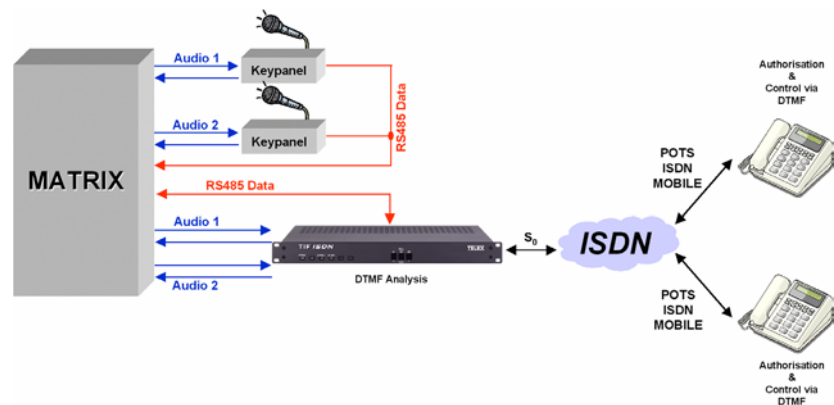 Audio 1
Keypanel
Audio 2
Keypanel
RS485 Data
MATRIX
RS485 Data
Audio 1
Audio 2
TIF ISDN
TELEX
DTMF Analysis
S0
ISDN
Authorisation
&
Control via
DTMF
POTS
ISDN
MOBILE
POTS
ISDN
MOBILE
Authorisation
&
Control via
DTMF